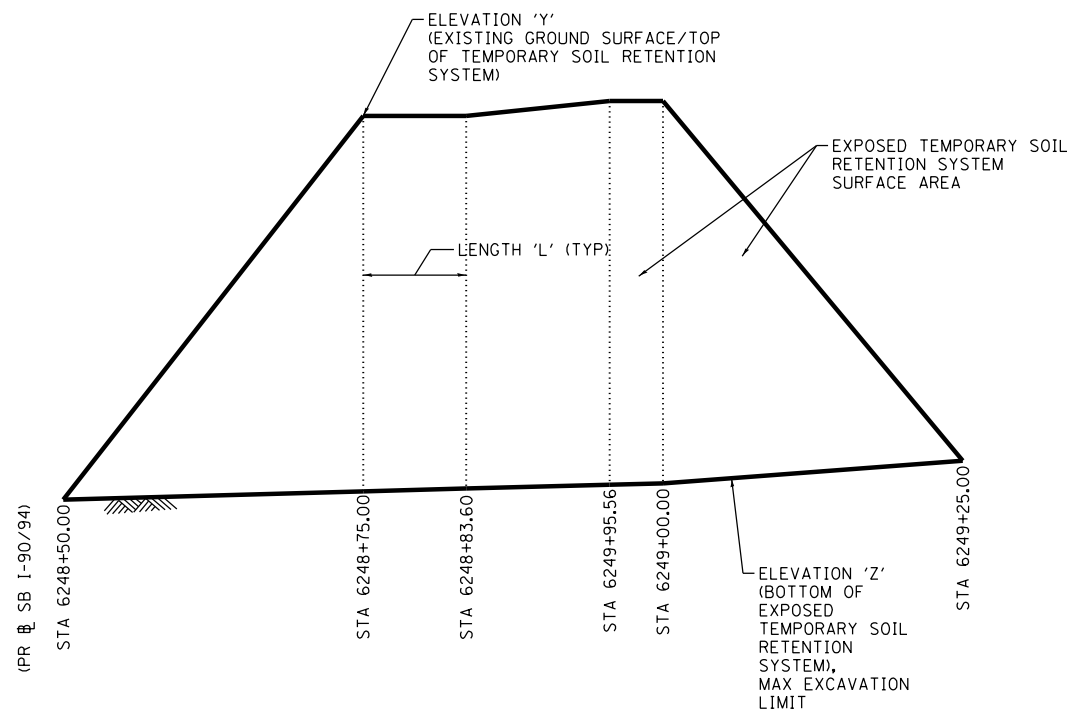 ELEVATION 'Y'
(EXISTING GROUND SURFACE/TOP
OF TEMPORARY SOIL RETENTION
SYSTEM)
EXPOSED TEMPORARY SOIL
RETENTION SYSTEM
SURFACE AREA
LENGTH 'L' (TYP)
(PR ⅊ SB I-90/94)
STA 6248+50.00
STA 6248+75.00
STA 6248+83.60
STA 6249+95.56
STA 6249+00.00
STA 6249+25.00
ELEVATION 'Z'
(BOTTOM OF
EXPOSED
TEMPORARY SOIL
RETENTION
SYSTEM),
MAX EXCAVATION
LIMIT